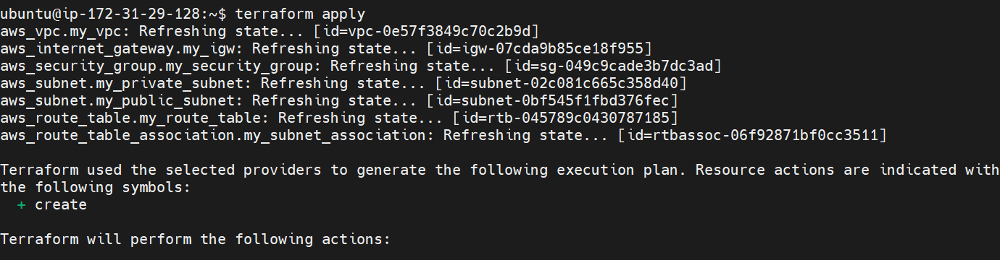 ubuntu@ip-172-31-29-128:~$ terraform apply
aws_vpc.my_vpc: Refreshing state... [id=vpc-0e57f3849c70c2b9d]
aws_internet_gateway.my_igw: Refreshing state... [id=igw-07cda9b85ce18f955]
aws_security_group.my_security_group: Refreshing state... [id=sg-049c9cade3b7dc3ad]
aws_subnet.my_private_subnet: Refreshing state... [id=subnet-02c081c665c358d40]
aws_subnet.my_public_subnet: Refreshing state... [id=subnet-0bf545f1fbd376fec]
aws_route_table.my_route_table: Refreshing state... [id=rtb-045789c0430787185]
aws_route_table_association.my_subnet_association: Refreshing state... [id=rtbassoc-06f92871bf0cc3511]
Terraform used the selected providers to generate the following execution plan. Resource actions are indicated with
the following symbols:
+ create
Terraform will perform the following actions: